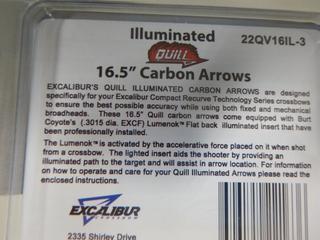 Illuminated
QUILL
22QV16IL-3
16.5” Carbon Arrows
EXCALIBUR'S QUILL ILLUMINATED CARBON ARROWS are designed
specifically for your Excalibur Compact Recurve Technology Series crossbows
to ensure the best possible accuracy while using both fixed and mechanical
broadheads. These 16.5" Quill carbon arrows come equipped with Burt
Coyote's (.3015 dia. EXCF) Lumenok™ Flat back illuminated insert that have
been professionally installed.
The Lumenok™ is activated by the accelerative force placed on it when shot
from a crossbow. The lighted insert aids the shooter by providing an
illuminated path to the target and will assist in arrow location. For information
on how to operate and care for your Quill Illuminated Arrows please read the
enclosed instructions.
EXCALIBUR
CROSSBOW
2335 Shirley Drive